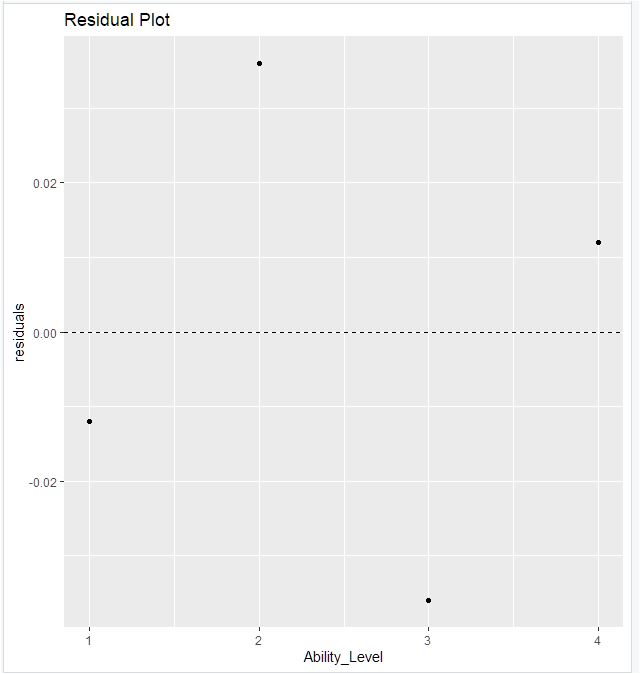 Residual Plot
0.02
0.00
-0.02
residuals
1 2 3 4
Ability_Level